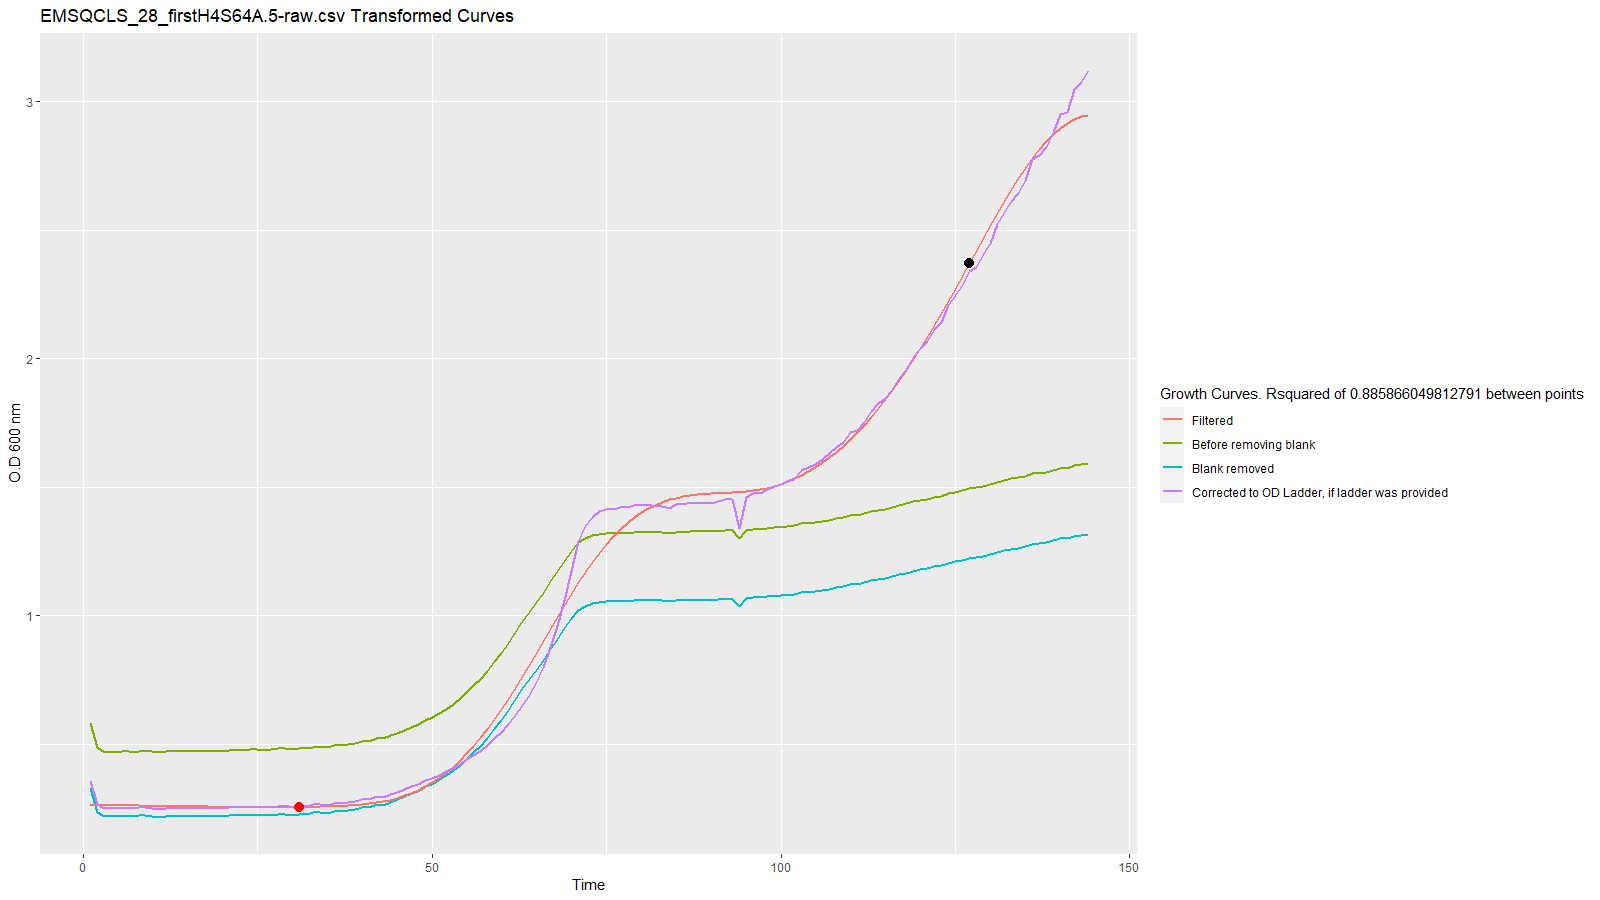 EMSQCLS_28_firstH4S64A.5-raw.csv Transformed Curves
3
2
1
O.D 600 nm
0
50
100
150
Time
Growth Curves. Rsquared of 0.885866049812791 between points
Filtered
Before removing blank
Blank removed
Corrected to OD Ladder, if ladder was provided